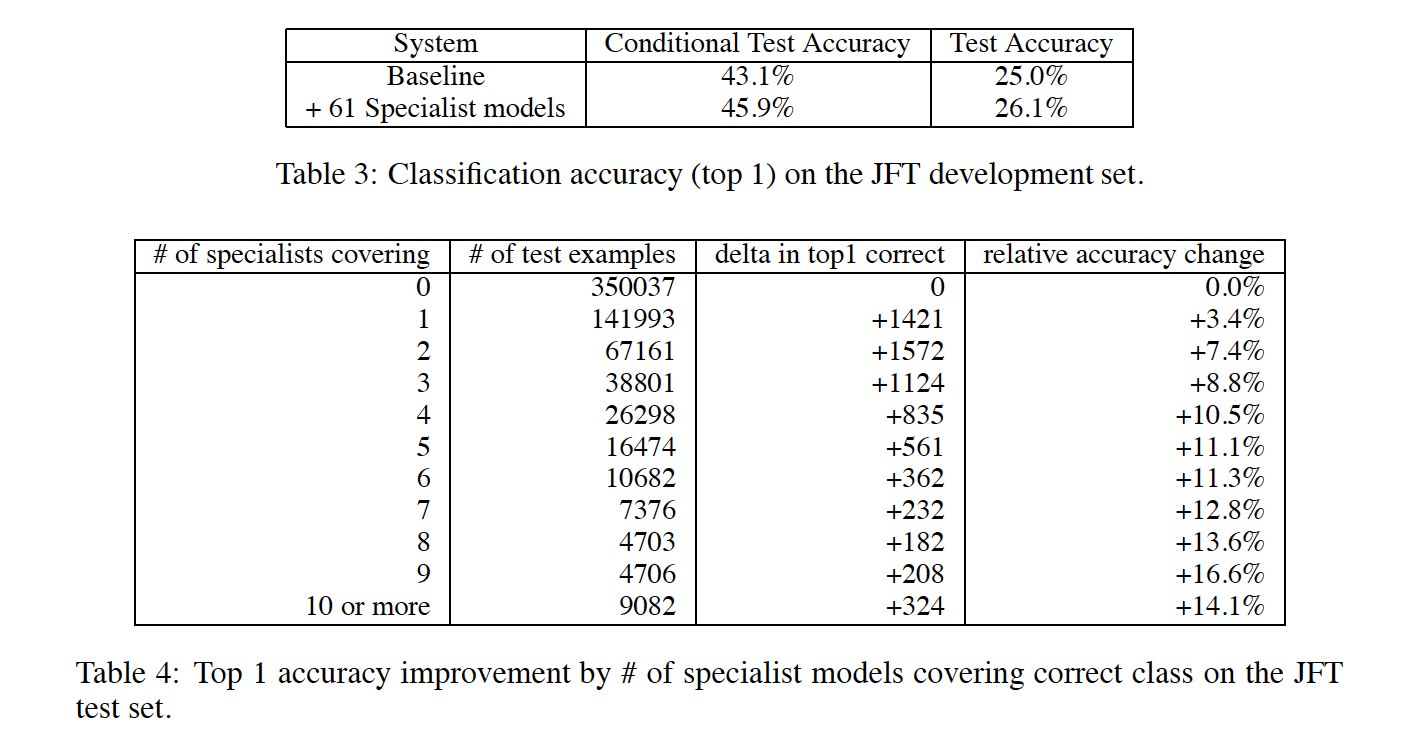 System Conditional Test Accuracy Test Accuracy
Baseline 43.1% 25.0%
+ 61 Specialist models 45.9% 26.1%
Table 3: Classification accuracy (top 1) on the JFT development set.
# of specialists covering # of test examples delta in top1 correct relative accuracy change
0 350037 0 0.0%
1 141993 +1421 +3.4%
2 67161 +1572 +7.4%
3 38801 +1124 +8.8%
4 26298 +835 +10.5%
5 16474 +561 +11.1%
6 10682 +362 +11.3%
7 7376 +232 +12.8%
8 4703 +182 +13.6%
9 4706 +208 +16.6%
10 or more 9082 +324 +14.1%
Table 4: Top 1 accuracy improvement by # of specialist models covering correct class on the JFT
test set.